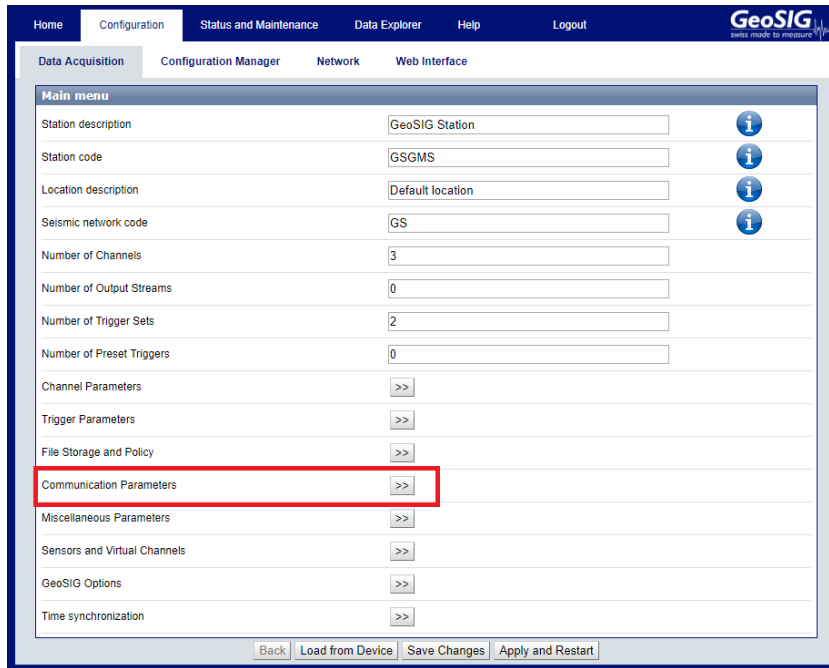 Home Configuration Status and Maintenance Data Explorer Help Logout GeoSIG
swiss made to measure
Data Acquisition Configuration Manager Network Web Interface
Main menu
Station description GeoSIG Station i
Station code GSGMS i
Location description Default location i
Seismic network code GS i
Number of Channels 3
Number of Output Streams 0
Number of Trigger Sets 2
Number of Preset Triggers 0
Channel Parameters >>
Trigger Parameters >>
File Storage and Policy >>
Communication Parameters >>
Miscellaneous Parameters >>
Sensors and Virtual Channels >>
GeoSIG Options >>
Time synchronization >>
Back Load from Device Save Changes Apply and Restart